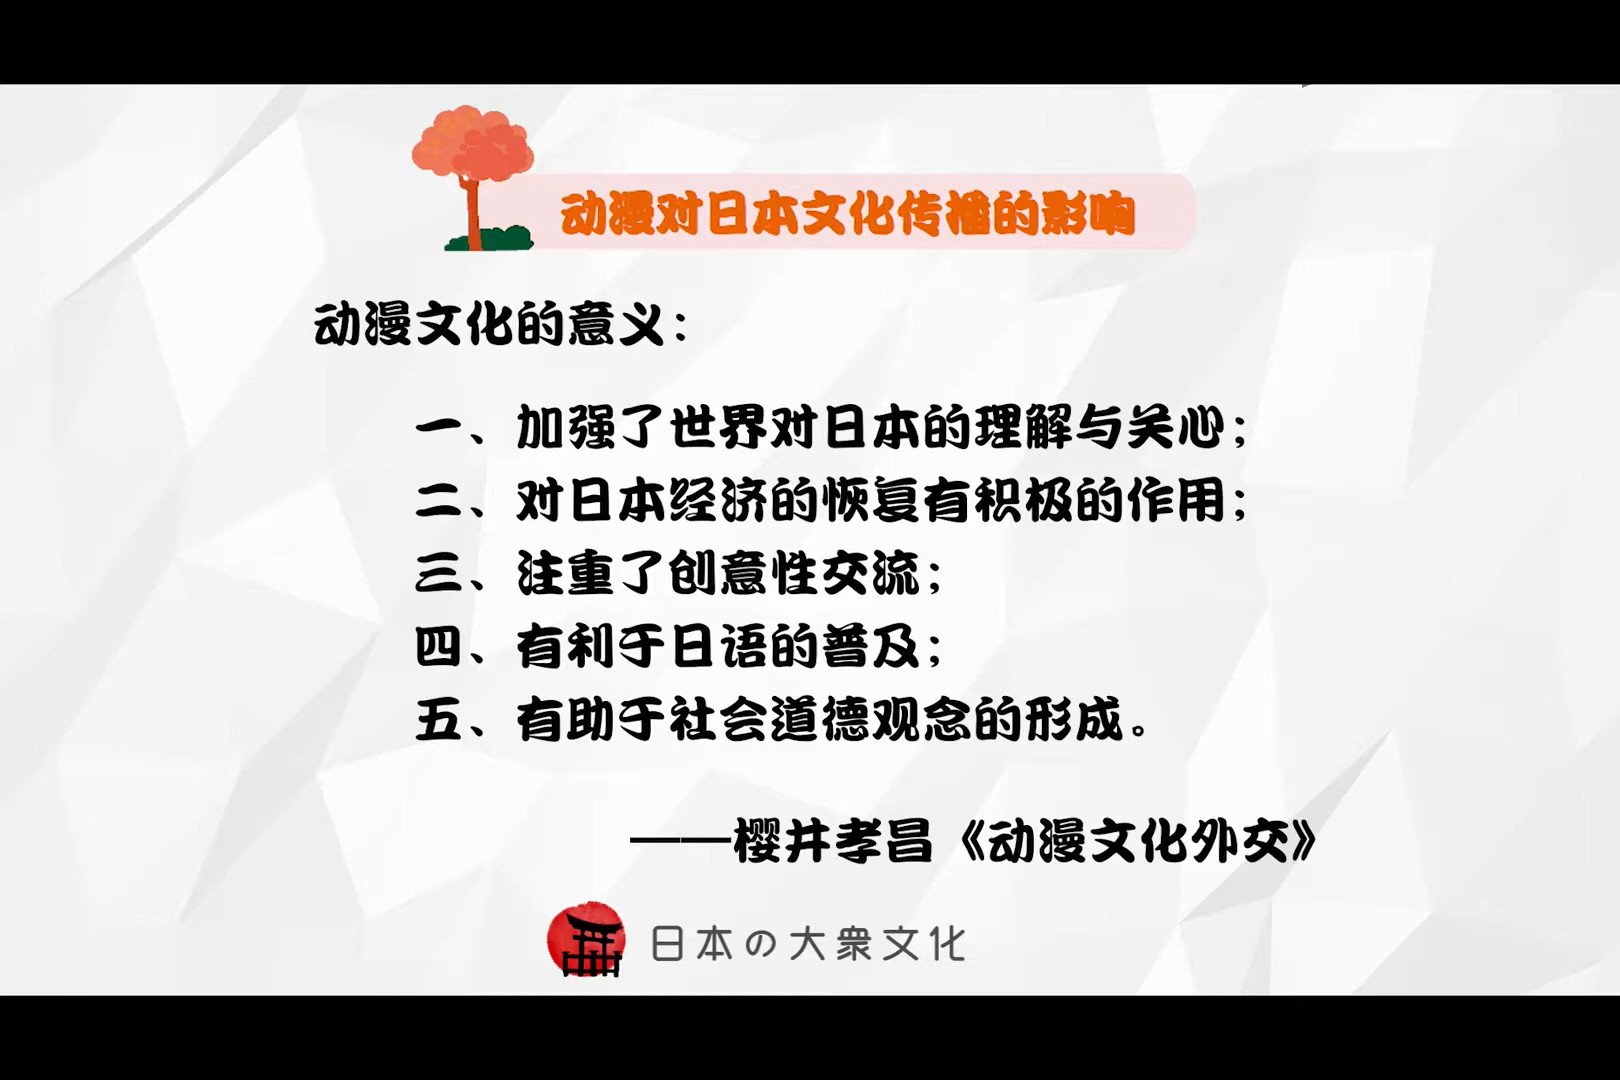 动漫对日本文化传播的影响
动漫文化的意义：
一、加强了世界对日本的理解与关心；
二、对日本经济的恢复有积极的作用；
三、注重了创意性交流；
四、有利于日语的普及；
五、有助于社会道德观念的形成。
——樱井孝昌《动漫文化外交》
日本の大衆文化